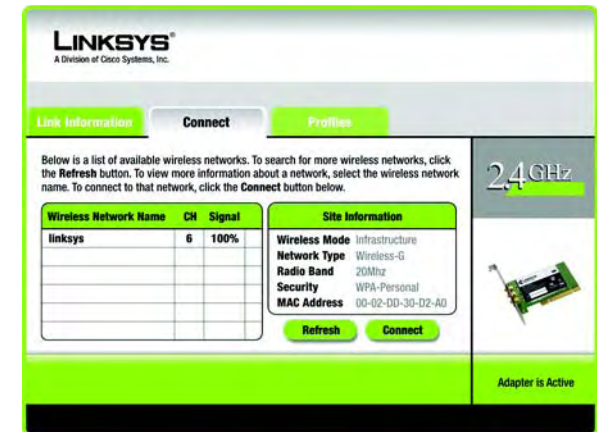 LINKSYS®
A Division of Cisco Systems, Inc.
Link Information Connect Profiles
Below is a list of available wireless networks. To search for more wireless networks, click
the Refresh button. To view more information about a network, select the wireless network
name. To connect to that network, click the Connect button below.
2.4GHz
Wireless Network Name CH Signal
linksys 6 100%
Site Information
Wireless Mode Infrastructure
Network Type Wireless-G
Radio Band 20Mhz
Security WPA-Personal
MAC Address 00-02-DD-30-D2-A0
Refresh Connect
Adapter is Active